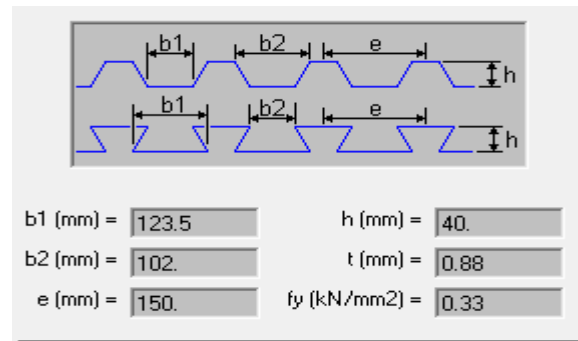 b1 b2 e h
b1 b2 e h
b1 (mm) = 123.5 h (mm) = 40.
b2 (mm) = 102. t (mm) = 0.88
e (mm) = 150. fy (kN/mm2) = 0.33